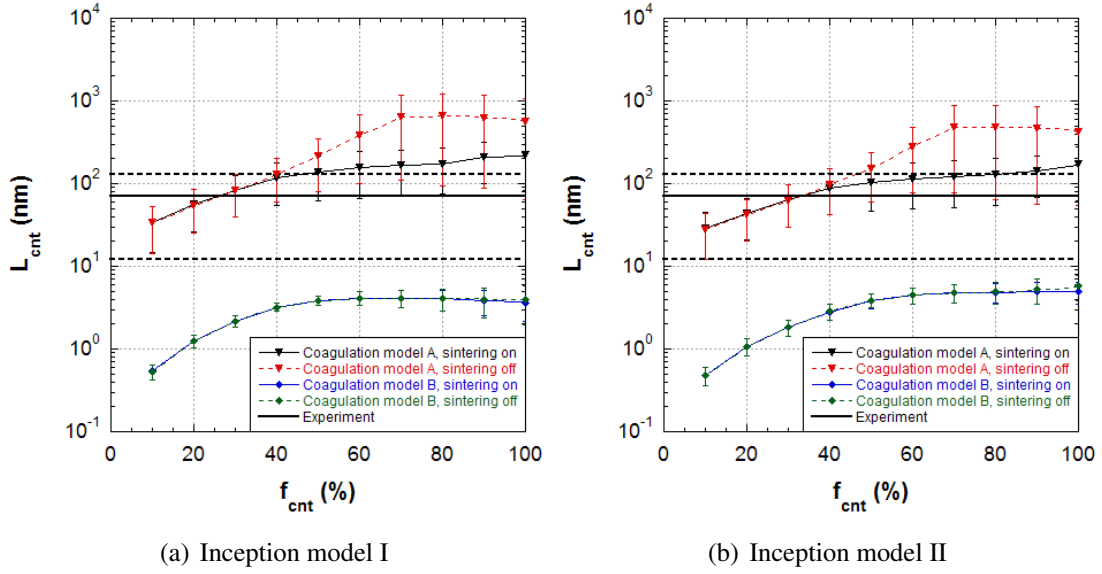 10^4
10^3
10^2
10^1
10^0
10^-1
L_cnt (nm)
0 20 40 60 80 100
f_cnt (%)
Coagulation model A, sintering on
Coagulation model A, sintering off
Coagulation model B, sintering on
Coagulation model B, sintering off
Experiment
(a) Inception model I
10^4
10^3
10^2
10^1
10^0
10^-1
L_cnt (nm)
0 20 40 60 80 100
f_cnt (%)
Coagulation model A, sintering on
Coagulation model A, sintering off
Coagulation model B, sintering on
Coagulation model B, sintering off
Experiment
(b) Inception model II